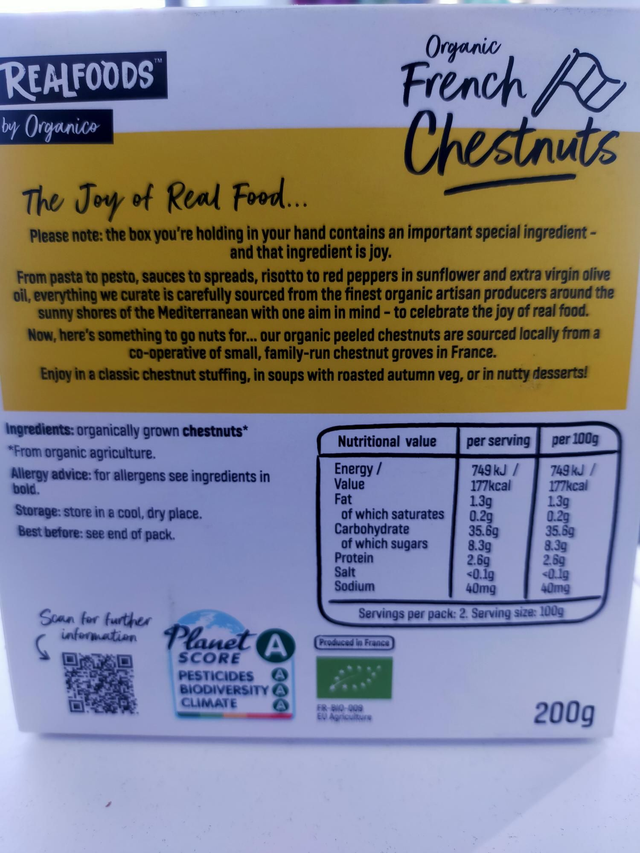 REALFOODS™
by Organico
Organic
French
Chestnuts
The Joy of Real Food...
Please note: the box you're holding in your hand contains an important special ingredient –
and that ingredient is joy.
From pasta to pesto, sauces to spreads, risotto to red peppers in sunflower and extra virgin olive
oil, everything we curate is carefully sourced from the finest organic artisan producers around the
sunny shores of the Mediterranean with one aim in mind – to celebrate the joy of real food.
Now, here's something to go nuts for... our organic peeled chestnuts are sourced locally from a
co-operative of small, family-run chestnut groves in France.
Enjoy in a classic chestnut stuffing, in soups with roasted autumn veg, or in nutty desserts!
Ingredients: organically grown chestnuts*
*From organic agriculture.
Allergy advice: for allergens see ingredients in
bold.
Storage: store in a cool, dry place.
Best before: see end of pack.
Nutritional value per serving per 100g
Energy / 749 kJ / 749 kJ /
Value 177kcal 177kcal
Fat 1.3g 1.3g
of which saturates 0.2g 0.2g
Carbohydrate 35.6g 35.6g
of which sugars 8.3g 8.3g
Protein 2.6g 2.6g
Salt <0.1g <0.1g
Sodium 40mg 40mg
Servings per pack: 2. Serving size: 100g
Scan for further
information
Planet A
SCORE
PESTICIDES A
BIODIVERSITY A
CLIMATE A
Produced in France
FR-BIO-009
EU Agriculture
200g